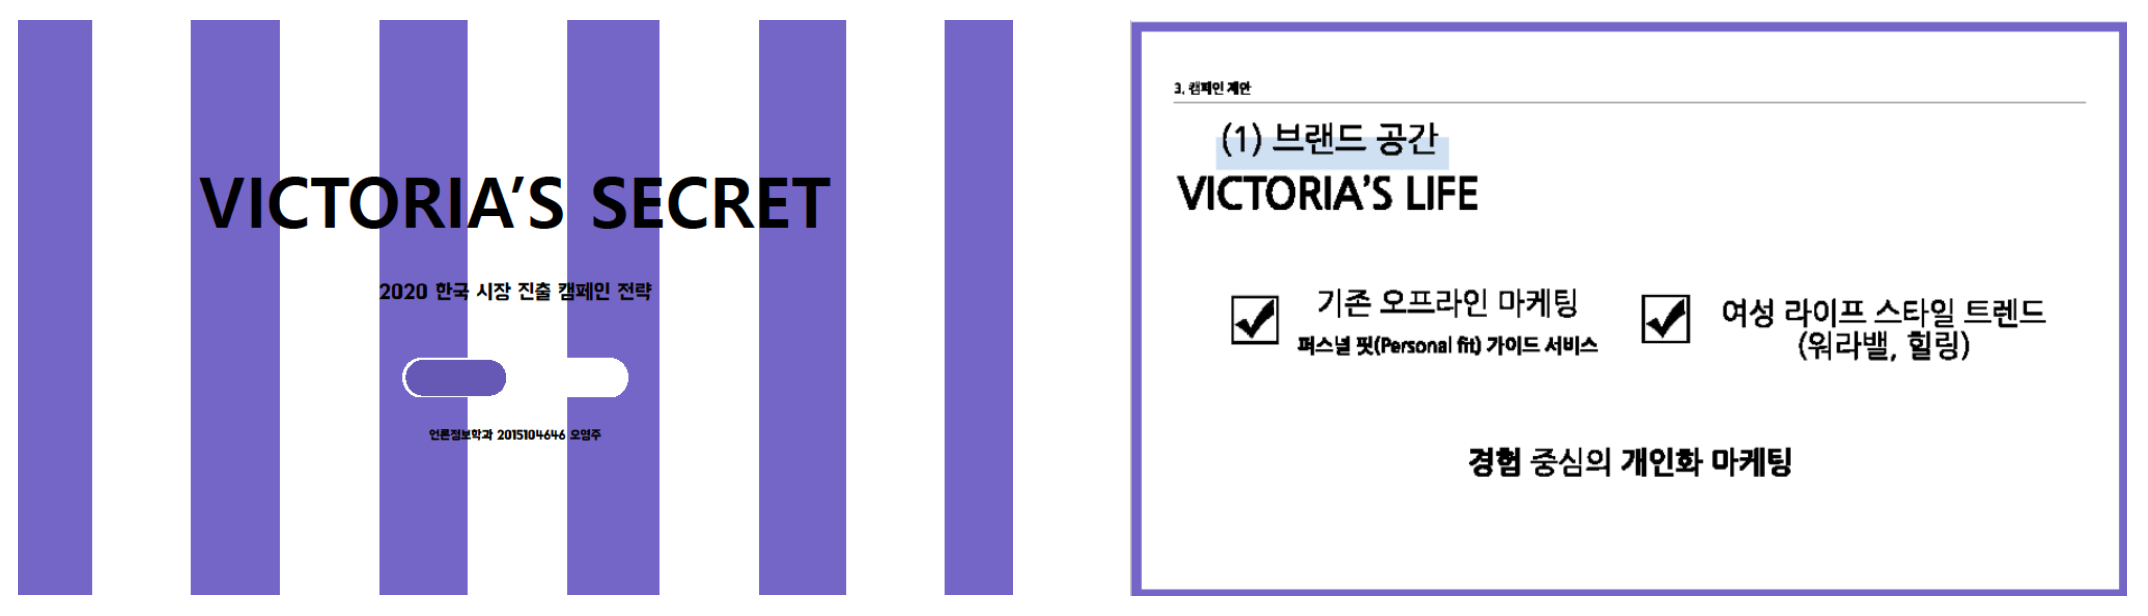 VICTORIA’S SECRET
2020 한국 시장 진출 캠페인 전략
언론정보학과 2015104646 오영주
3. 캠페인 제안
(1) 브랜드 공간
VICTORIA’S LIFE
기존 오프라인 마케팅
퍼스널 핏(Personal fit) 가이드 서비스
여성 라이프 스타일 트렌드
(워라밸, 힐링)
경험 중심의 개인화 마케팅